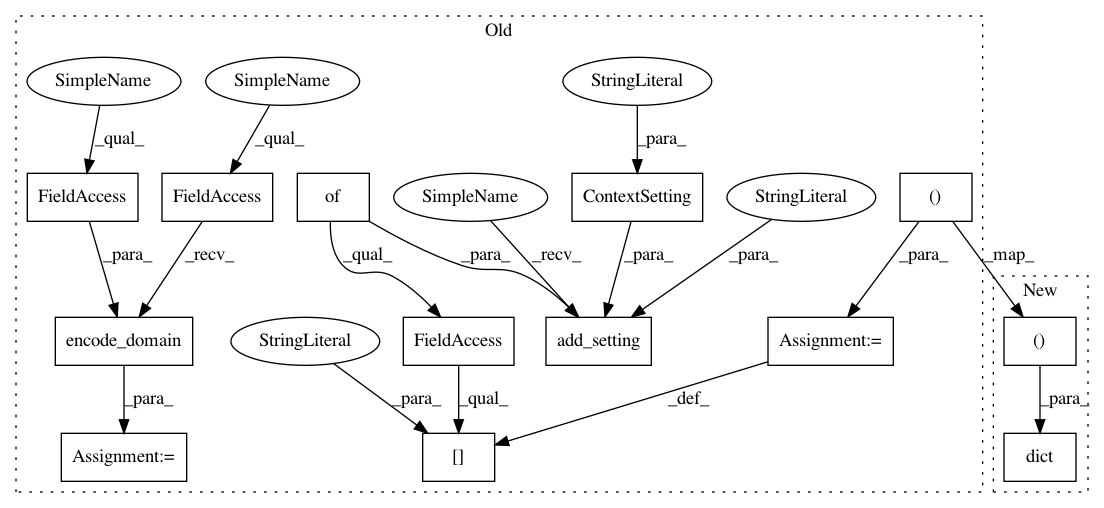 Old
SimpleName
SimpleName
StringLiteral
_qual_
_qual_
_para_
FieldAccess
FieldAccess
of
SimpleName
ContextSetting
StringLiteral
()
_para_
_recv_
_qual_
_para_
_recv_
_para_
_para_
_para_
_map_
New
encode_domain
StringLiteral
FieldAccess
add_setting
Assignment:=
()
_para_
_para_
_qual_
_def_
_para_
Assignment:=
[]
dict